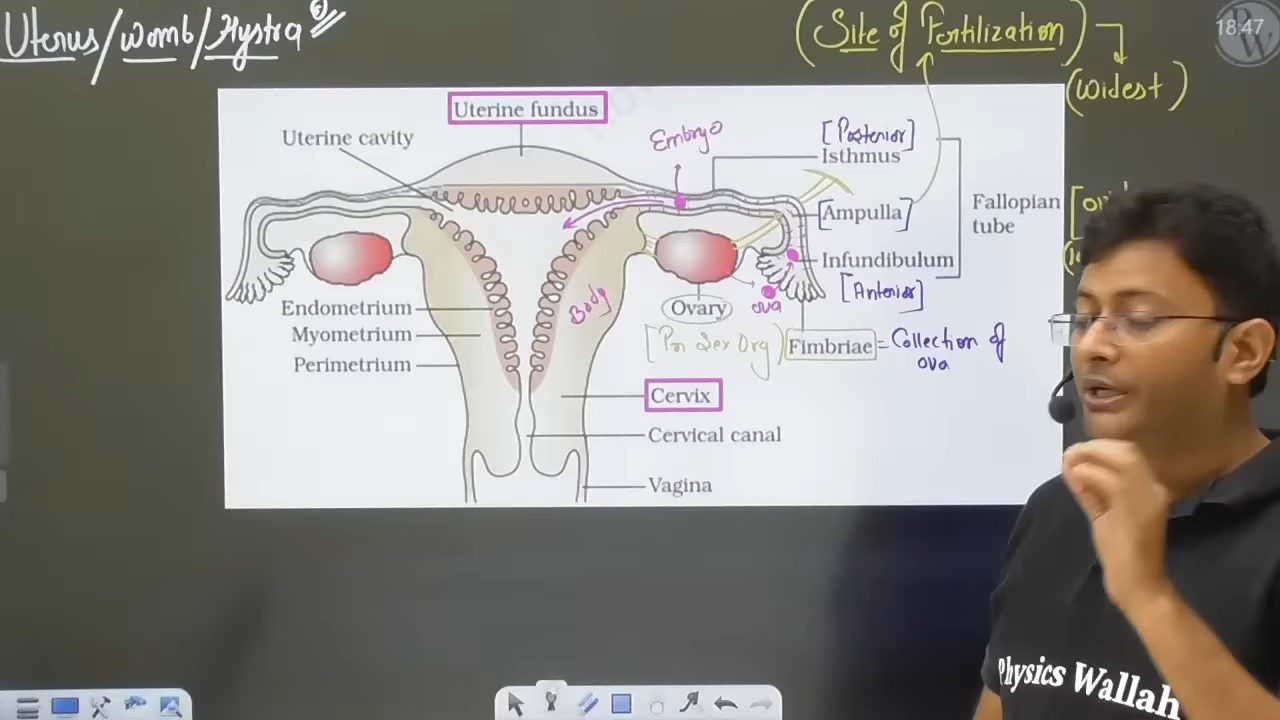 Uterus/womb/Hystra
(Site of Fertilization)
18:47
(widest)
Uterine fundus
Uterine cavity
Embryo
[Posterior]
Isthmus
[Ampulla]
Fallopian
tube
Infundibulum
[Anterior]
Endometrium
Body
Ovary
ova
Myometrium
Fimbriae = Collection of
ova
Perimetrium
Cervix
Cervical canal
Vagina
Physics Wallah